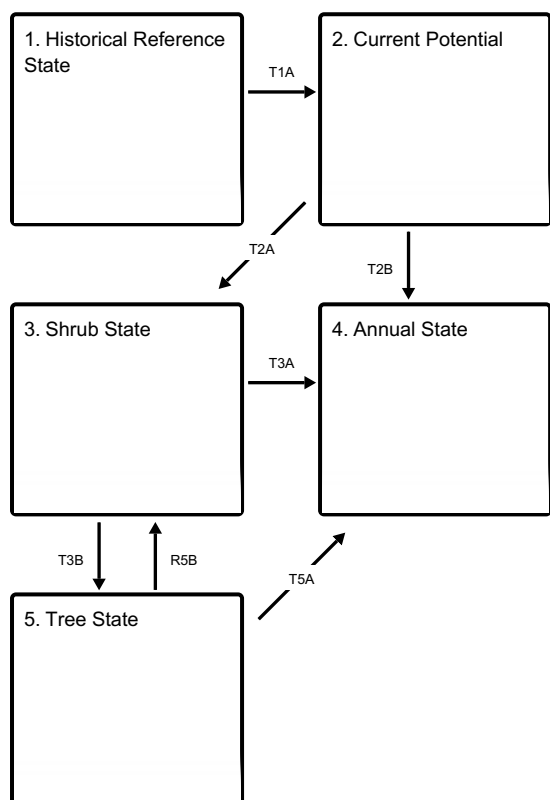 1. Historical Reference
State
T1A
2. Current Potential
T2A
T2B
3. Shrub State
T3A
4. Annual State
T3B
R5B
T5A
5. Tree State